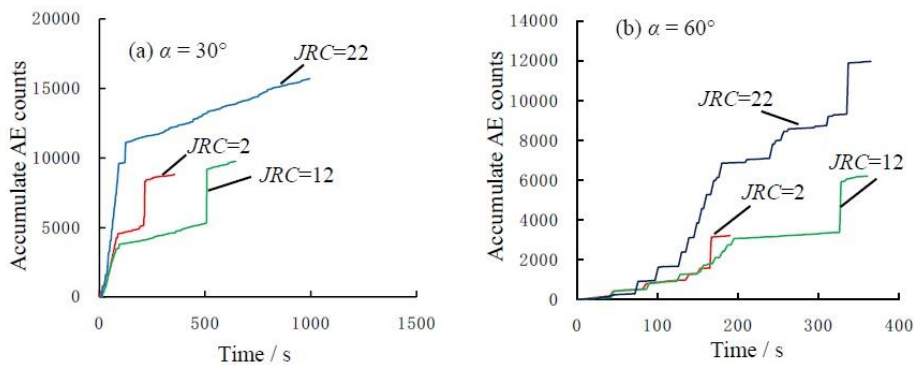 (a) α = 30°
Accumulate AE counts
20000
15000
10000
5000
0
JRC=22
JRC=2
JRC=12
0 500 1000 1500
Time / s
(b) α = 60°
Accumulate AE counts
14000
12000
10000
8000
6000
4000
2000
0
JRC=22
JRC=12
JRC=2
0 100 200 300 400
Time / s